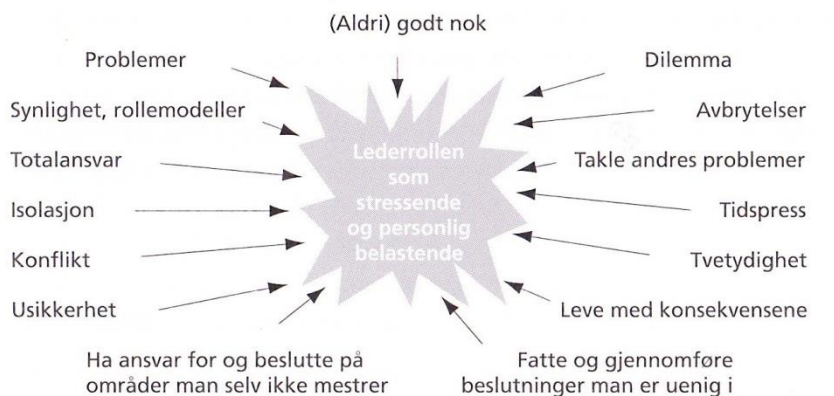 (Aldri) godt nok
Problemer
Dilemma
Synlighet, rollemodeller
Avbrytelser
Totalansvar
Takle andres problemer
Isolasjon
Tidspress
Konflikt
Tvetydighet
Usikkerhet
Leve med konsekvensene
Lederrollen
som
stressende
og personlig
belastende
Ha ansvar for og beslutte på
områder man selv ikke mestrer
Fatte og gjennomføre
beslutninger man er uenig i